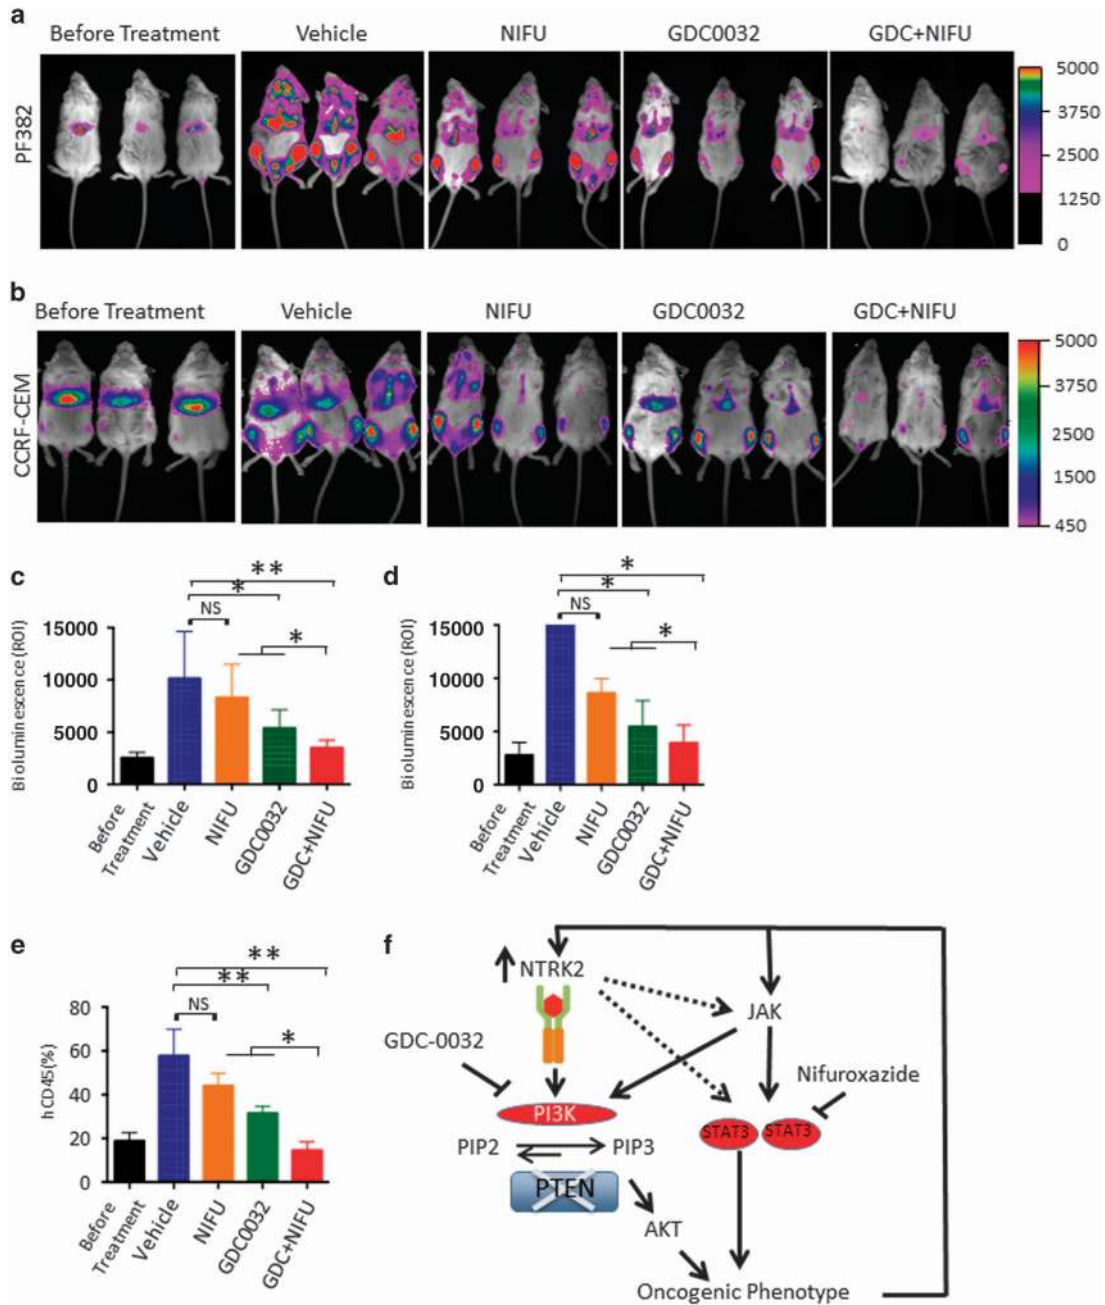 a
Before Treatment Vehicle NIFU GDC0032 GDC+NIFU
PF382
5000
3750
2500
1250
0
b
Before Treatment Vehicle NIFU GDC0032 GDC+NIFU
CCRF-CEM
5000
3750
2500
1500
450
c
**
*
NS
*
Bioluminescence (ROI)
15000
10000
5000
0
Before Treatment
Vehicle
NIFU
GDC0032
GDC+NIFU
d
*
*
NS
*
Bioluminescence (ROI)
15000
10000
5000
0
Before Treatment
Vehicle
NIFU
GDC0032
GDC+NIFU
e
**
**
NS
*
hCD45(%)
80
60
40
20
0
Before Treatment
Vehicle
NIFU
GDC0032
GDC+NIFU
f
NTRK2
JAK
GDC-0032
Nifuroxazide
PI3K
STAT3 STAT3
PIP2 PIP3
PTEN
AKT
Oncogenic Phenotype